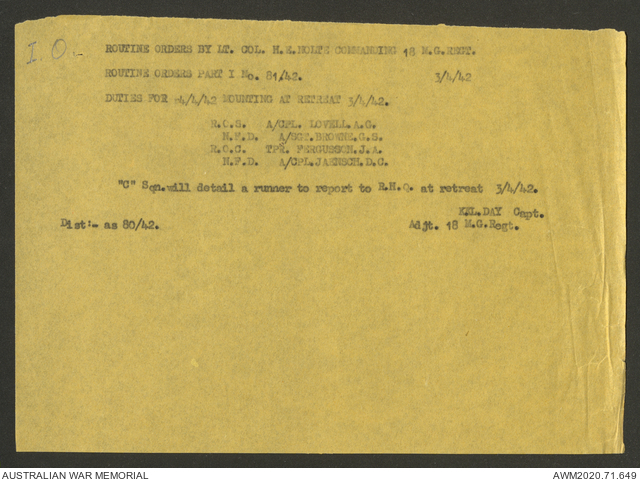 I.O.
ROUTINE ORDERS BY LT. COL. H.E. NOLTE COMMANDING 18 M.G.REGT.
ROUTINE ORDERS PART I No. 81/42. 3/4/42
DUTIES FOR 4/4/42 MOUNTING AT RETREAT 3/4/42.
R.O.S. A/CPL. LOVELL.A.C.
N.F.D. A/SGT.BROWNE.G.S.
R.O.C. TPR. FERGUSSON.J.A.
N.F.D. A/CPL.JAENSCH.D.C.
"C" Sqn.will detail a runner to report to R.H.Q. at retreat 3/4/42.
DAY Capt.
Dist:- as 80/42. Adjt. 18 M.G.Regt.
AUSTRALIAN WAR MEMORIAL AWM2020.71.649